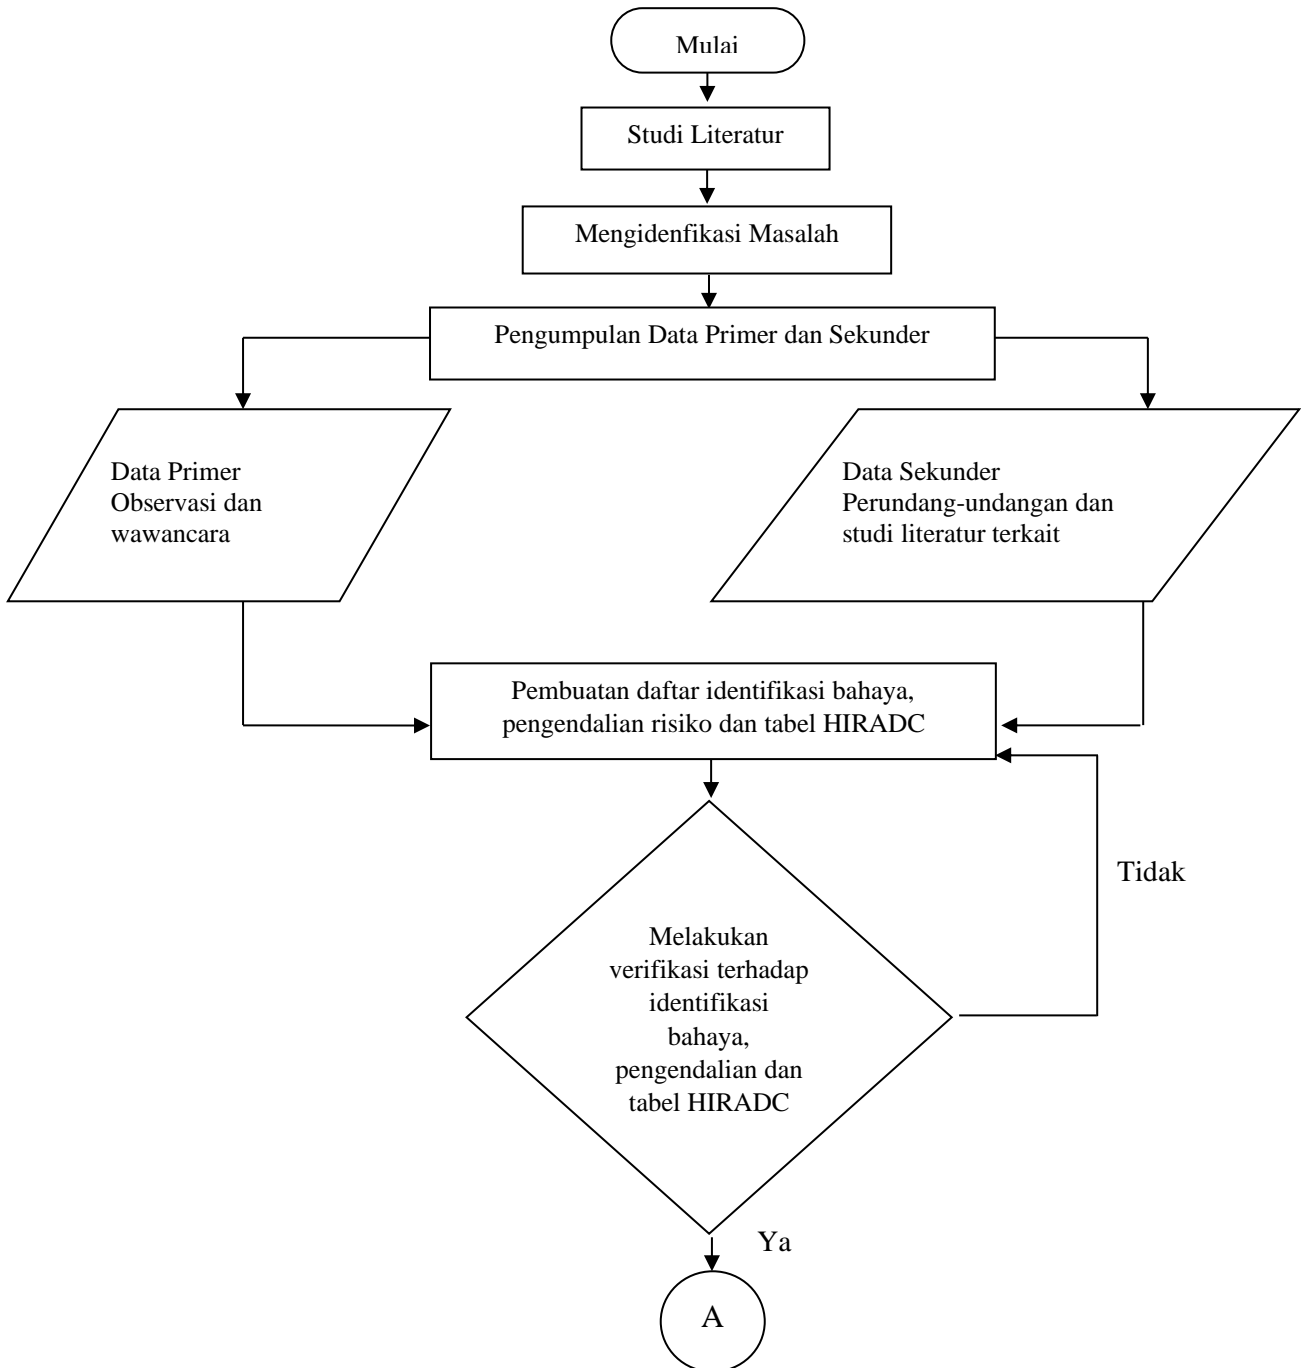 Mulai
Studi Literatur
Mengidenfikasi Masalah
Pengumpulan Data Primer dan Sekunder
Data Primer
Observasi dan
wawancara
Data Sekunder
Perundang-undangan dan
studi literatur terkait
Pembuatan daftar identifikasi bahaya,
pengendalian risiko dan tabel HIRADC
Tidak
Melakukan
verifikasi terhadap
identifikasi
bahaya,
pengendalian dan
tabel HIRADC
Ya
A